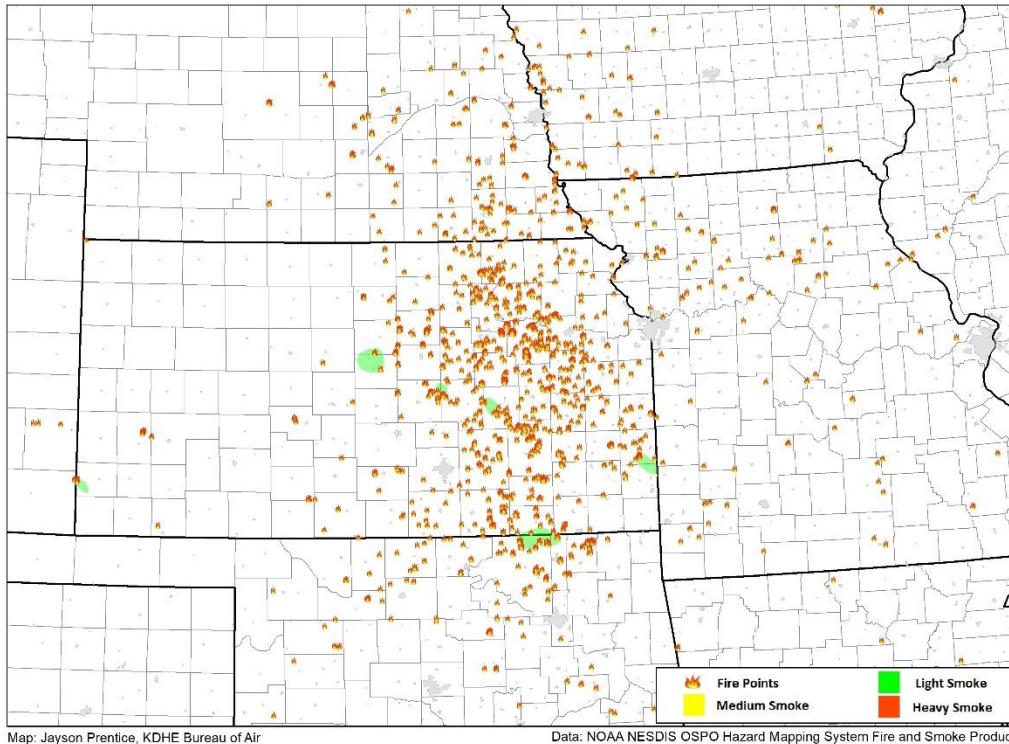 Fire Points
Light Smoke
Medium Smoke
Heavy Smoke
Map: Jayson Prentice, KDHE Bureau of Air
Data: NOAA NESDIS OSPO Hazard Mapping System Fire and Smoke Produc